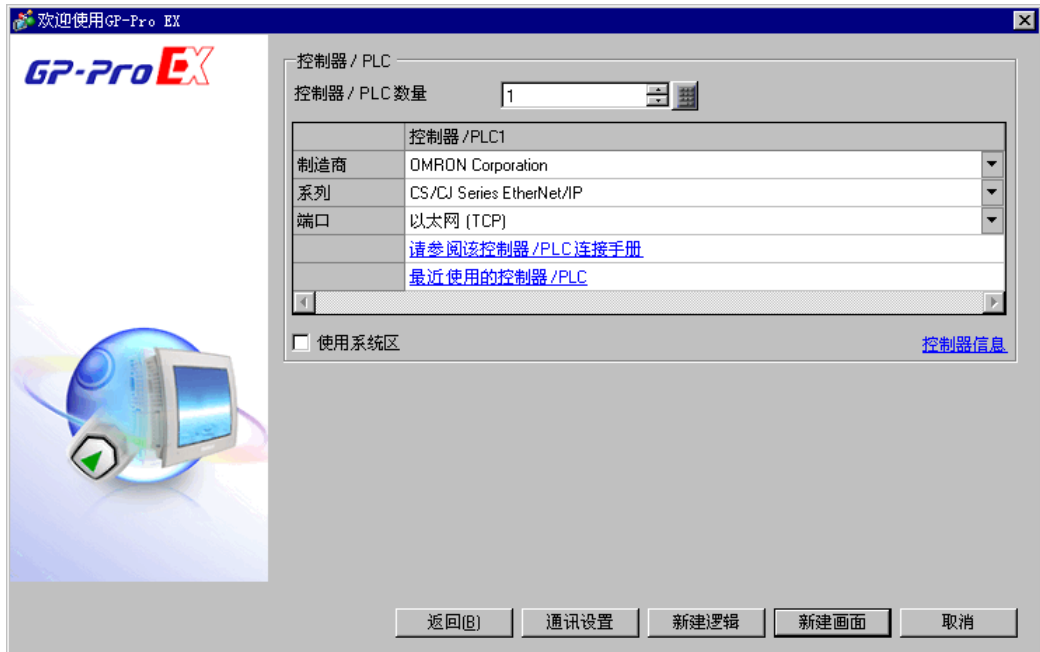 欢迎使用GP-Pro EX
GP-Pro EX
控制器 / PLC
控制器 / PLC数量 1
控制器/PLC1
制造商 OMRON Corporation
系列 CS/CJ Series EtherNet/IP
端口 以太网 (TCP)
请参阅该控制器/PLC连接手册
最近使用的控制器/PLC
使用系统区 控制器信息
返回(B) 通讯设置 新建逻辑 新建画面 取消